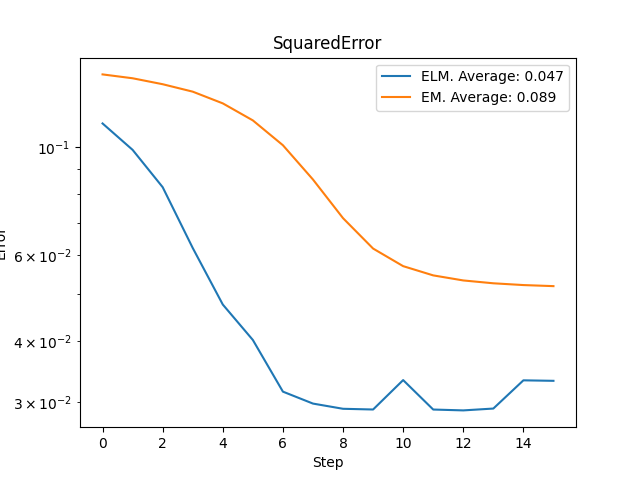 SquaredError
ELM. Average: 0.047
EM. Average: 0.089
10⁻¹
6 × 10⁻²
4 × 10⁻²
3 × 10⁻²
Error
0 2 4 6 8 10 12 14
Step